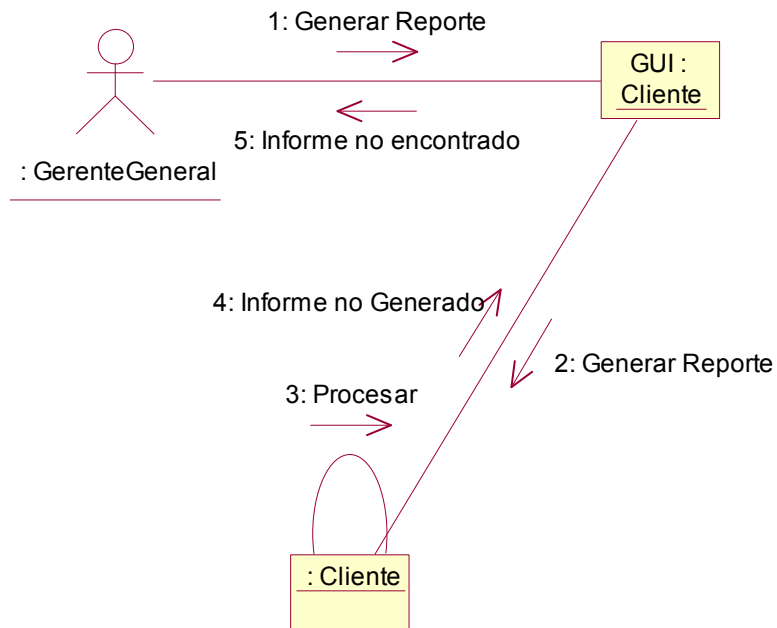 1: Generar Reporte
GUI :
Cliente
5: Informe no encontrado
: GerenteGeneral
4: Informe no Generado
2: Generar Reporte
3: Procesar
: Cliente